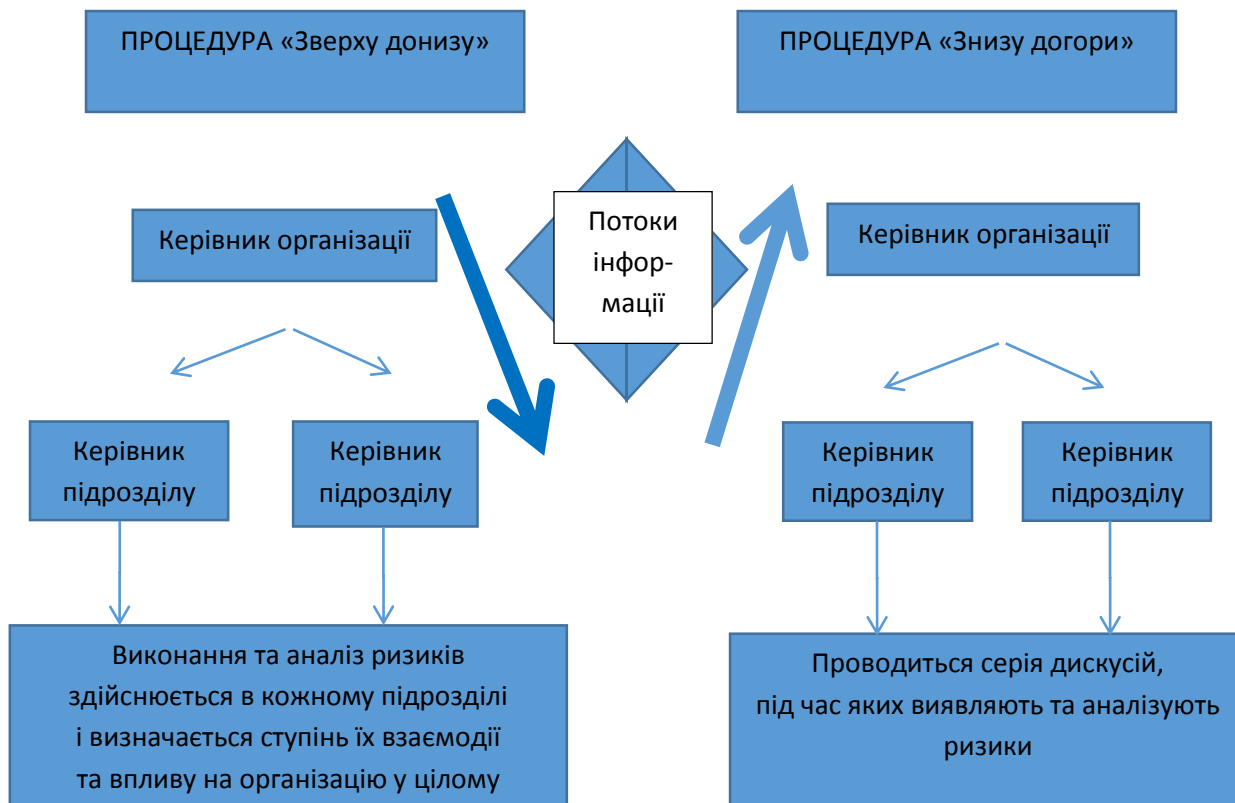 ПРОЦЕДУРА «Зверху донизу»
ПРОЦЕДУРА «Знизу догори»
Керівник організації
Потоки
інфор-
мації
Керівник організації
Керівник
підрозділу
Керівник
підрозділу
Керівник
підрозділу
Керівник
підрозділу
Виконання та аналіз ризиків
здійснюється в кожному підрозділі
і визначається ступінь їх взаємодії
та впливу на організацію у цілому
Проводиться серія дискусій,
під час яких виявляють та аналізують
ризики